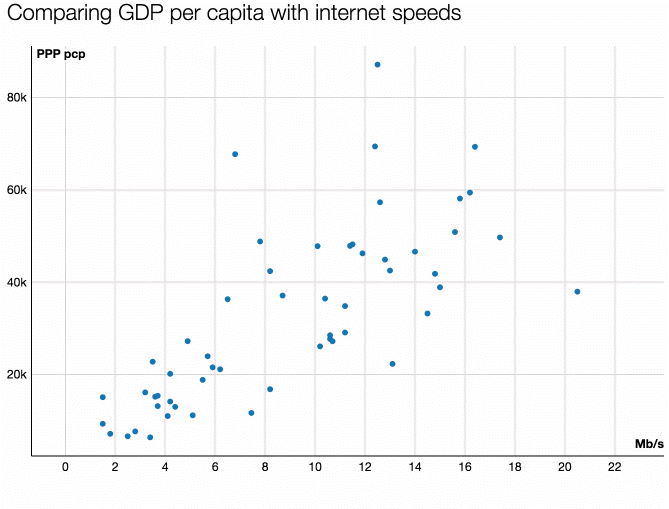 Comparing GDP per capita with internet speeds
PPP pcp
80k
60k
40k
20k
Mb/s
0 2 4 6 8 10 12 14 16 18 20 22